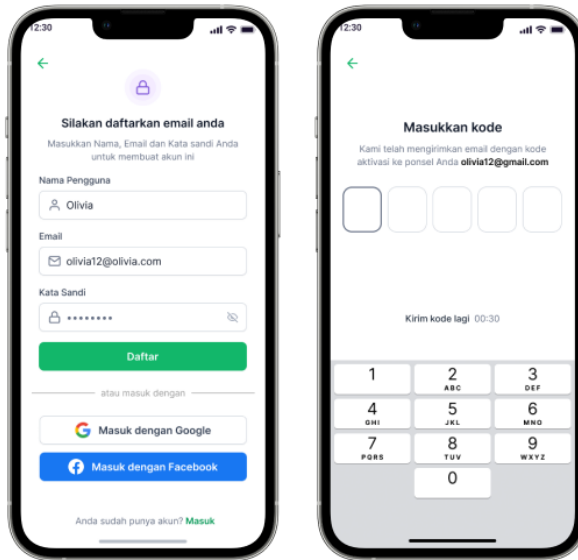 12:30
Silakan daftarkan email anda
Masukkan Nama, Email dan Kata sandi Anda
untuk membuat akun ini
Nama Pengguna
Olivia
Email
olivia12@olivia.com
Kata Sandi
Daftar
atau masuk dengan
Masuk dengan Google
Masuk dengan Facebook
Anda sudah punya akun? Masuk
12:30
Masukkan kode
Kami telah mengirimkan email dengan kode
aktivasi ke ponsel Anda olivia12@gmail.com
Kirim kode lagi 00:30
1 2 3
ABC DEF
4 5 6
GHI JKL MNO
7 8 9
PQRS TUV WXYZ
0